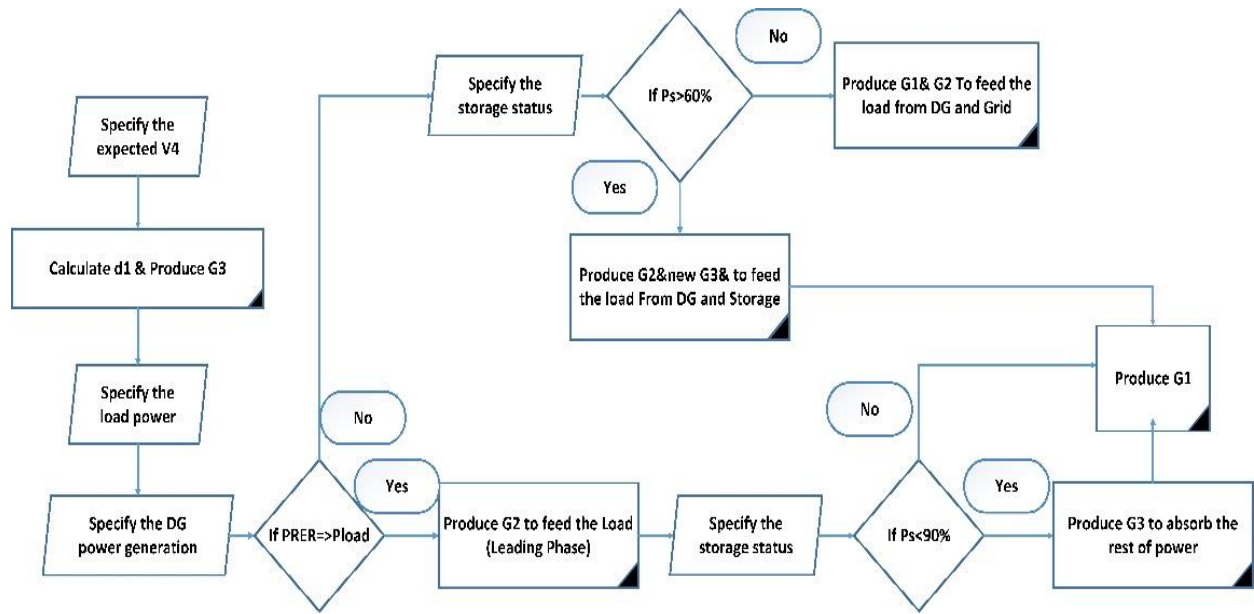 Specify the
expected V4
Calculate d1 & Produce G3
Specify the
load power
Specify the DG
power generation
If PRER=>Pload
No
Yes
Specify the
storage status
If Ps>60%
No
Produce G1& G2 To feed the
load from DG and Grid
Yes
Produce G2&new G3& to feed
the load From DG and Storage
Produce G2 to feed the Load
(Leading Phase)
Specify the
storage status
If Ps<90%
No
Yes
Produce G3 to absorb the
rest of power
Produce G1